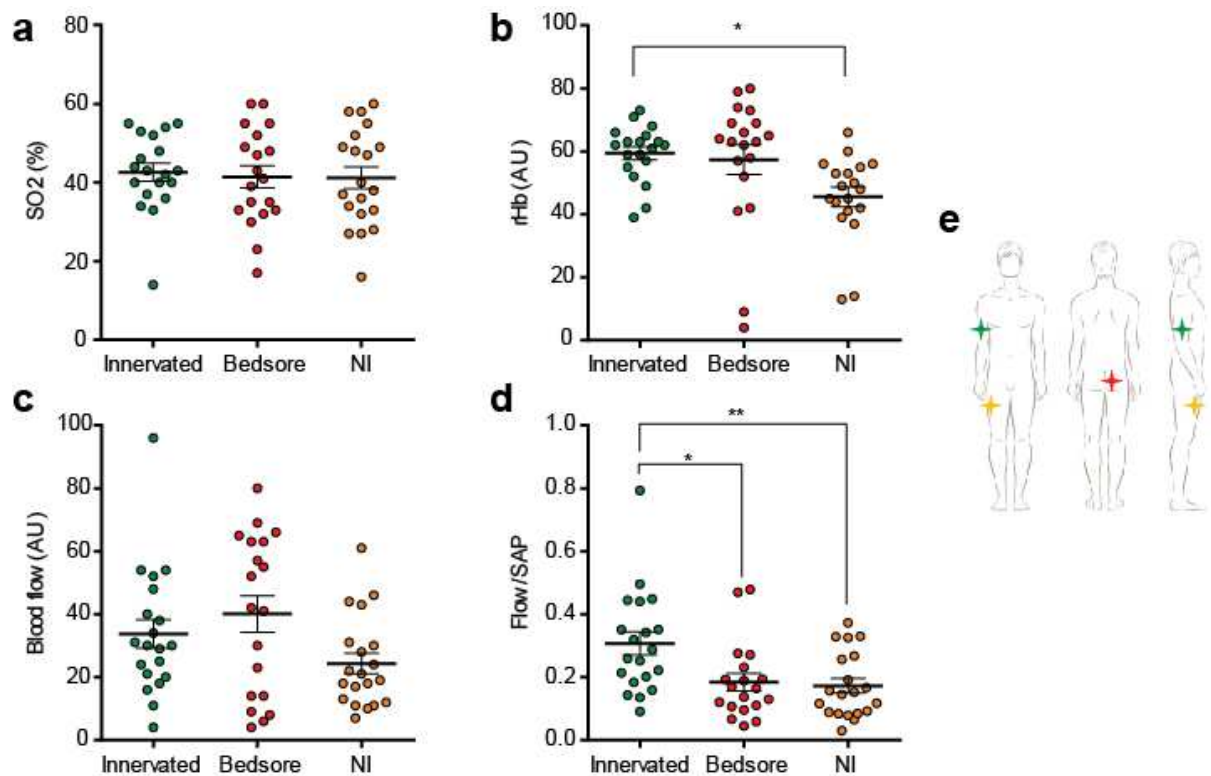 a
80
60
40
20
0
SO2 (%)
Innervated Bedsore NI
b
100
80
60
40
20
0
rHb (AU)
*
Innervated Bedsore NI
c
100
80
60
40
20
0
Blood flow (AU)
Innervated Bedsore NI
d
1.0
0.8
0.6
0.4
0.2
0.0
Flow/SAP
**
*
Innervated Bedsore NI
e